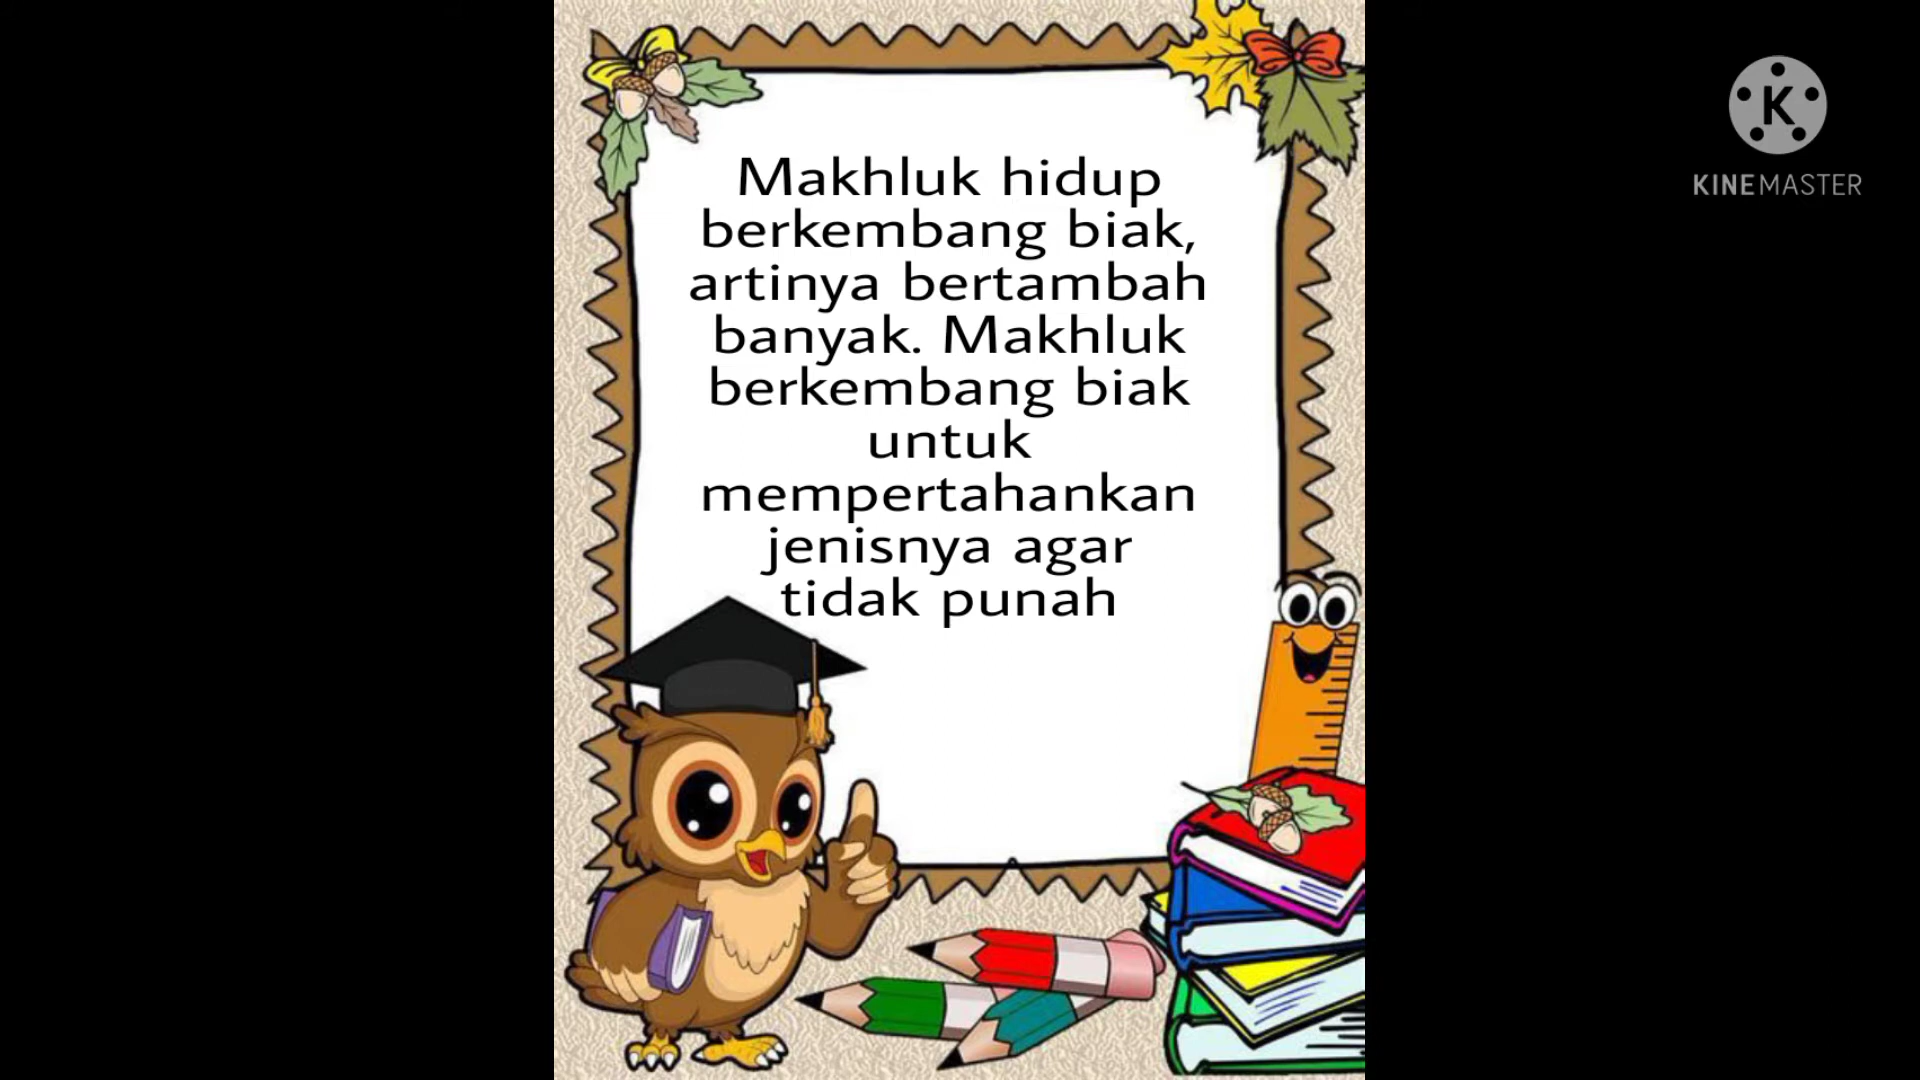 Makhluk hidup
berkembang biak,
artinya bertambah
banyak. Makhluk
berkembang biak
untuk
mempertahankan
jenisnya agar
tidak punah
K
KINEMASTER